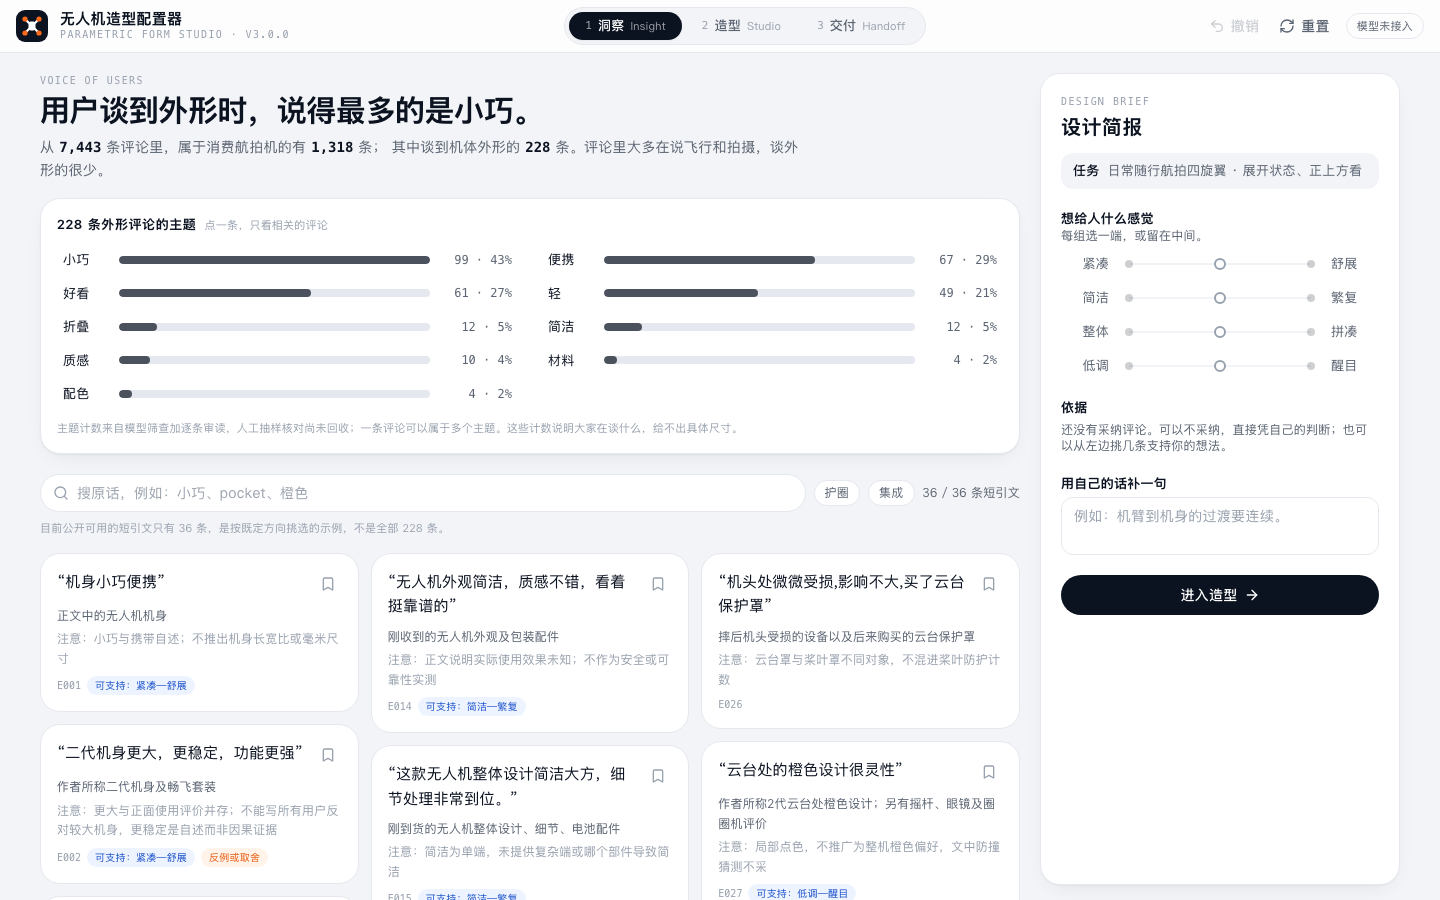 无人机造型配置器
PARAMETRIC FORM STUDIO · V3.0.0
1 洞察 Insight
2 造型 Studio
3 交付 Handoff
撤销
重置
模型未接入
VOICE OF USERS
用户谈到外形时，说得最多的是小巧。
从 7,443 条评论里，属于消费航拍机的有 1,318 条； 其中谈到机体外形的 228 条。评论里大多在说飞行和拍摄，谈外
形的很少。
228 条外形评论的主题 点一条，只看相关的评论
小巧 99 · 43%
便携 67 · 29%
好看 61 · 27%
轻 49 · 21%
折叠 12 · 5%
简洁 12 · 5%
质感 10 · 4%
材料 4 · 2%
配色 4 · 2%
主题计数来自模型筛查加逐条审读，人工抽样核对尚未回收；一条评论可以属于多个主题。这些计数说明大家在谈什么，给不出具体尺寸。
搜原话，例如：小巧、pocket、橙色
护圈
集成
36 / 36 条短引文
目前公开可用的短引文只有 36 条，是按既定方向挑选的示例，不是全部 228 条。
“机身小巧便携”
正文中的无人机机身
注意：小巧与携带自述；不推出机身长宽比或毫米尺
寸
E001 可支持：紧凑—舒展
“二代机身更大，更稳定，功能更强”
作者所称二代机身及畅飞套装
注意：更大与正面使用评价并存；不能写所有用户反
对较大机身，更稳定是自述而非因果证据
E002 可支持：紧凑—舒展 反例或取舍
“无人机外观简洁，质感不错，看着
挺靠谱的”
刚收到的无人机外观及包装配件
注意：正文说明实际使用效果未知；不作为安全或可
靠性实测
E014 可支持：简洁—繁复
“这款无人机整体设计简洁大方，细
节处理非常到位。”
刚到货的无人机整体设计、细节、电池配件
注意：简洁为单端，未提供复杂端或哪个部件导致简
洁
E015 可支持：简洁—繁复
“机头处微微受损,影响不大,买了云台
保护罩”
摔后机头受损的设备以及后来购买的云台保护罩
注意：云台罩与桨叶罩不同对象，不混进桨叶防护计
数
E026
“云台处的橙色设计很灵性”
作者所称2代云台处橙色设计；另有摇杆、眼镜及圈
圈机评价
注意：局部点色，不推广为整机橙色偏好，文中防撞
猜测不采
E027 可支持：低调—醒目
DESIGN BRIEF
设计简报
任务 日常随行航拍四旋翼 · 展开状态、正上方看
想给人什么感觉
每组选一端，或留在中间。
紧凑 舒展
简洁 繁复
整体 拼凑
低调 醒目
依据
还没有采纳评论。可以不采纳，直接凭自己的判断；也可
以从左边挑几条支持你的想法。
用自己的话补一句
例如：机臂到机身的过渡要连续。
进入造型